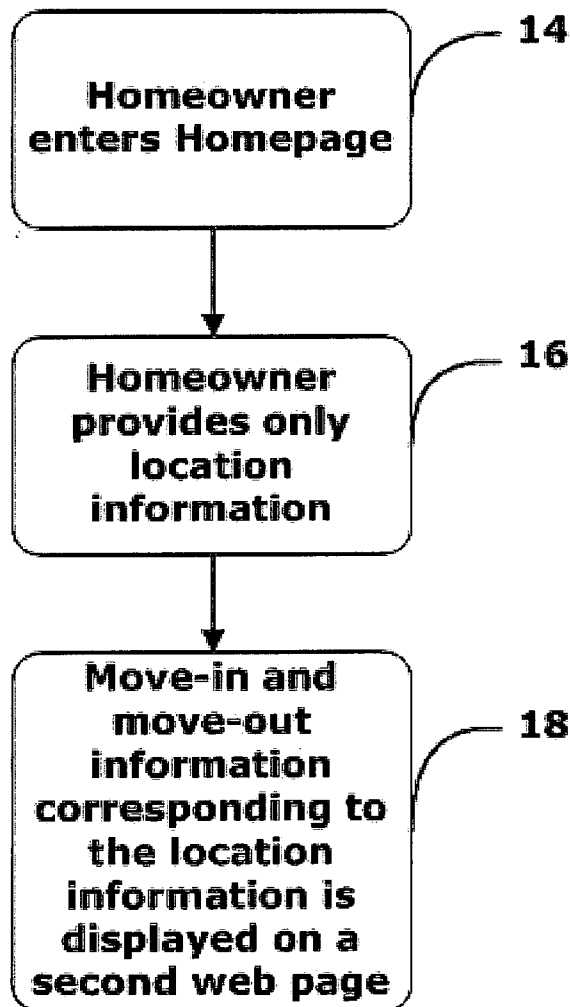 14
Homeowner
enters Homepage
16
Homeowner
provides only
location
information
18
Move-in and
move-out
information
corresponding to
the location
information is
displayed on a
second web page